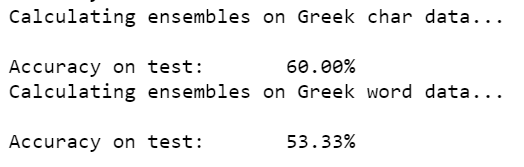 Calculating ensembles on Greek char data...
Accuracy on test: 60.00%
Calculating ensembles on Greek word data...
Accuracy on test: 53.33%